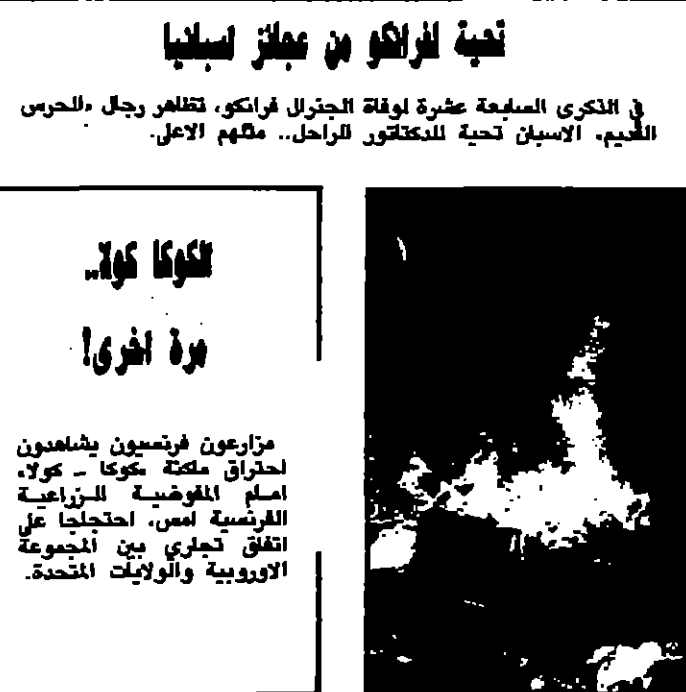 تحية لفرانكو من عجائز اسبانيا
في الذكرى السابعة عشرة لوفاة الجنرال فرانكو، تظاهر رجال «الحرس
القديم» الاسبان تحية للدكتاتور الراحل.. مثلهم الاعلى.
الكوكا كولا..
مرة اخرى!
مزارعون فرنسيون يشاهدون
احتراق ماكنة «كوكا - كولا»
امام المفوضية الزراعية
الفرنسية امس، احتجاجا على
اتفاق تجاري بين المجموعة
الاوروبية والولايات المتحدة.